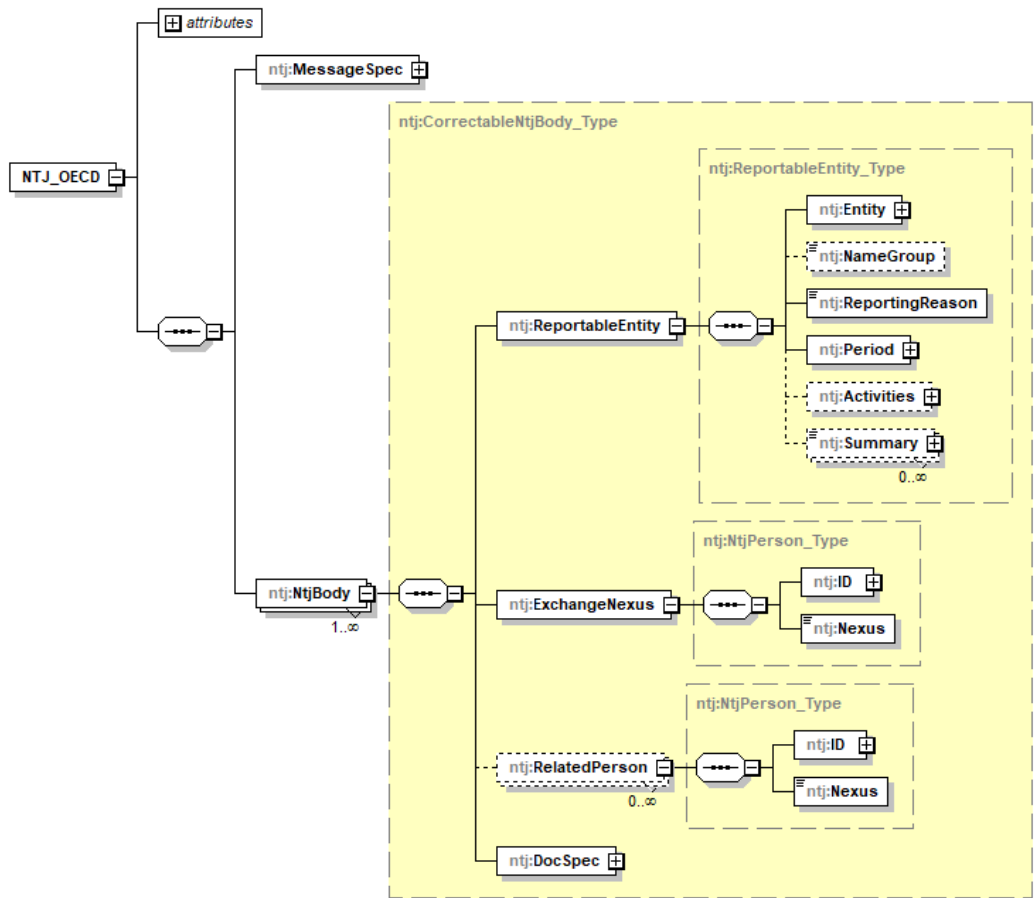 attributes
ntj:MessageSpec
ntj:CorrectableNtjBody_Type
ntj:ReportableEntity_Type
NTJ_OECD
ntj:Entity
ntj:NameGroup
ntj:ReportingReason
ntj:ReportableEntity
ntj:Period
ntj:Activities
ntj:Summary
0..∞
ntj:NtjPerson_Type
ntj:ID
ntj:NtjBody
1..∞
ntj:ExchangeNexus
ntj:Nexus
ntj:NtjPerson_Type
ntj:ID
ntj:RelatedPerson
0..∞
ntj:Nexus
ntj:DocSpec